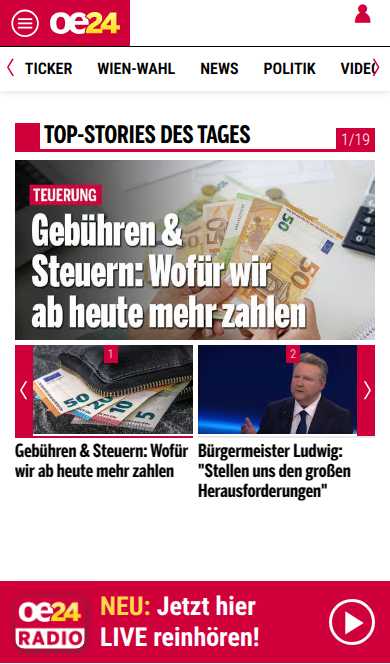 oe24
TICKER WIEN-WAHL NEWS POLITIK VIDEO
TOP-STORIES DES TAGES
1/19
TEUERUNG
Gebühren &
Steuern: Wofür wir
ab heute mehr zahlen
1
2
Gebühren & Steuern: Wofür
wir ab heute mehr zahlen
Bürgermeister Ludwig:
"Stellen uns den großen
Herausforderungen"
oe24
RADIO
NEU: Jetzt hier
LIVE reinhören!